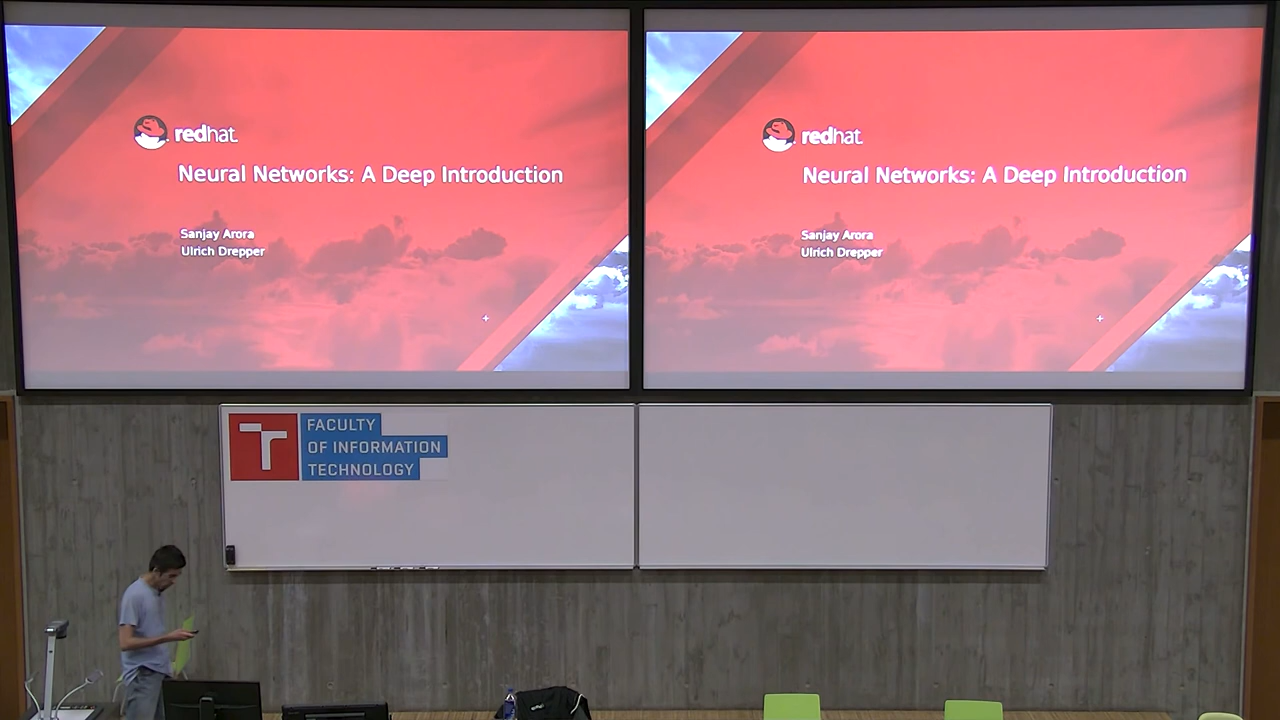 redhat.
Neural Networks: A Deep Introduction
Sanjay Arora
Ulrich Drepper
redhat.
Neural Networks: A Deep Introduction
Sanjay Arora
Ulrich Drepper
T FACULTY
OF INFORMATION
TECHNOLOGY